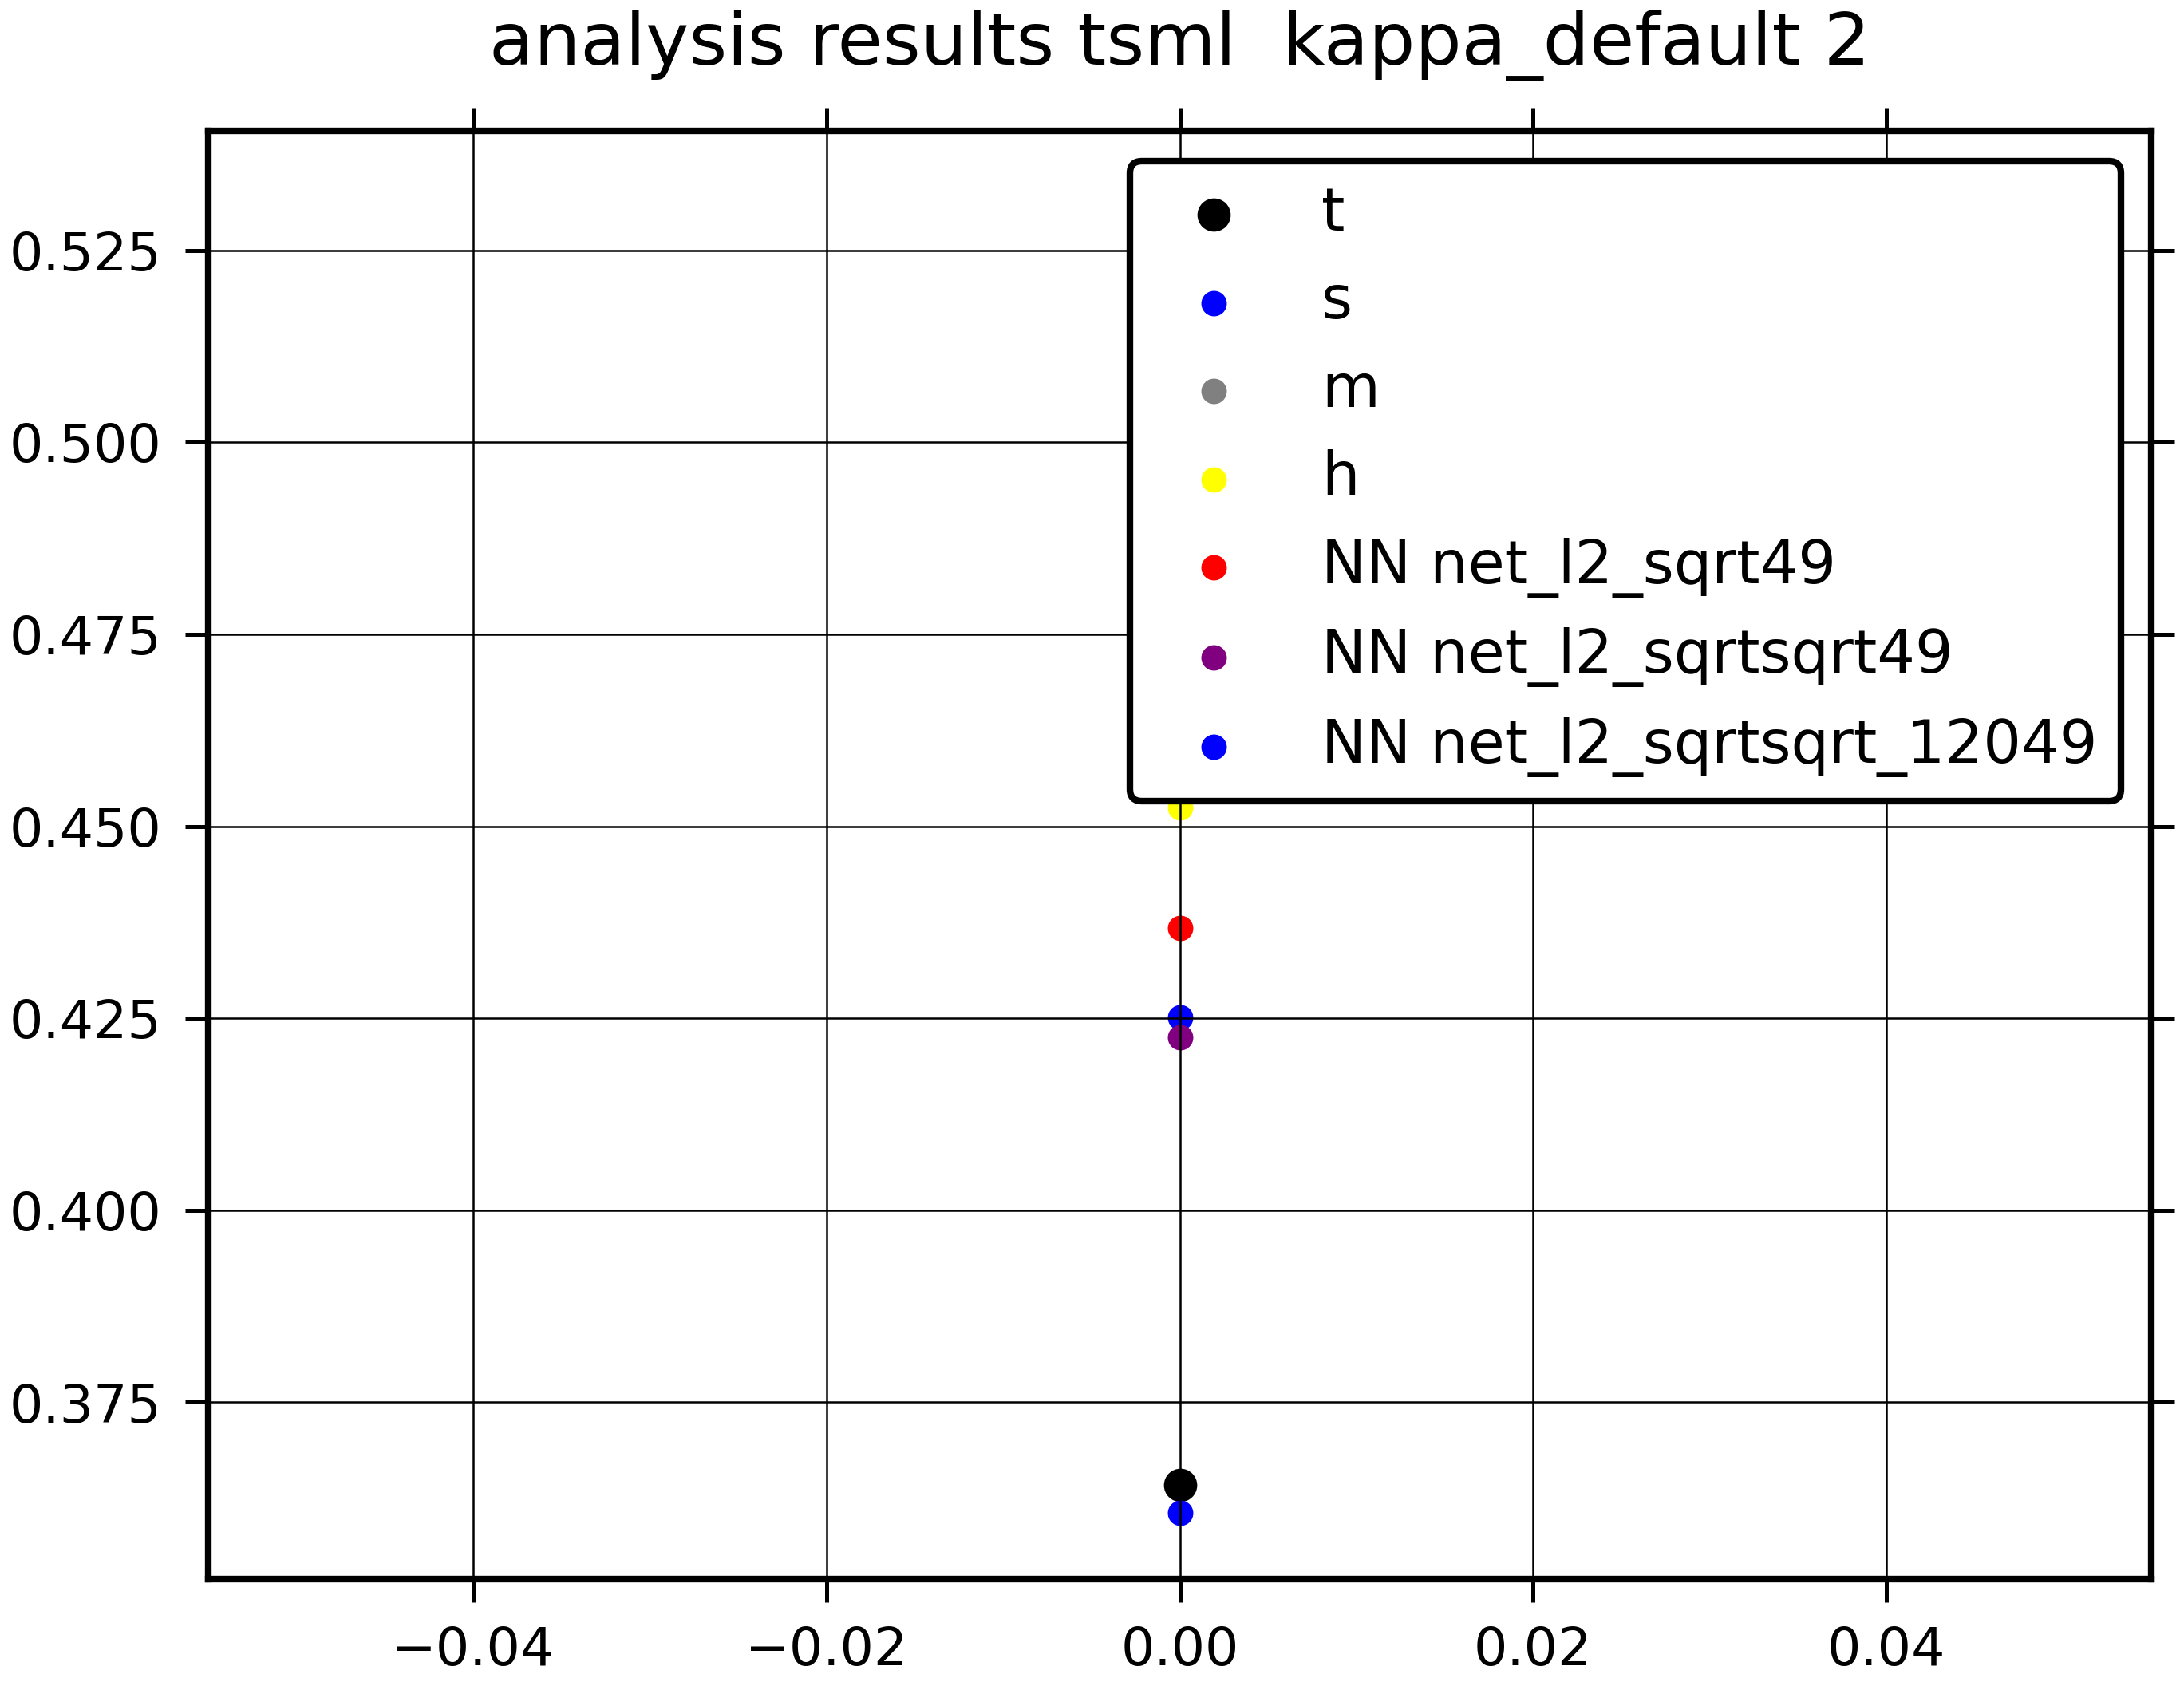 analysis results tsml  kappa_default 2
t
s
m
h
NN net_l2_sqrt49
NN net_l2_sqrtsqrt49
NN net_l2_sqrtsqrt_12049
0.525
0.500
0.475
0.450
0.425
0.400
0.375
−0.04 −0.02 0.00 0.02 0.04